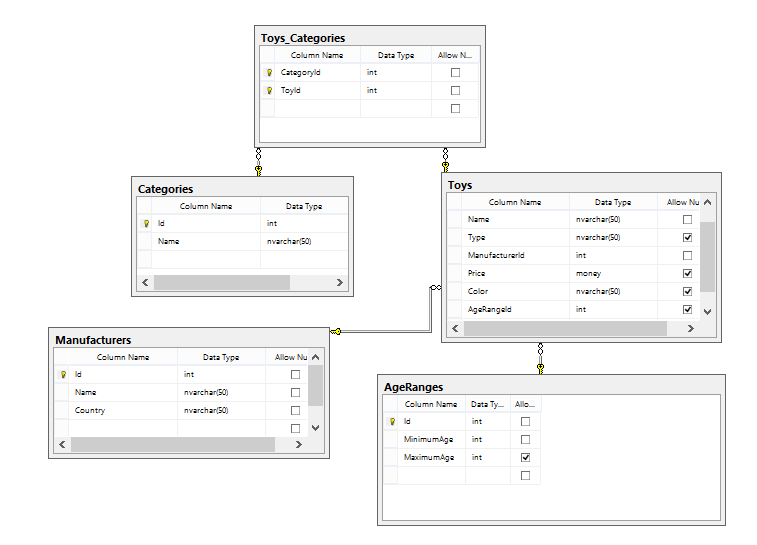 Toys_Categories
Column Name Data Type Allow N...
CategoryId int
ToyId int
Categories
Column Name Data Type
Id int
Name nvarchar(50)
Toys
Column Name Data Type Allow Nu
Name nvarchar(50)
Type nvarchar(50)
ManufacturerId int
Price money
Color nvarchar(50)
AgeRangeId int
Manufacturers
Column Name Data Type Allow Nu
Id int
Name nvarchar(50)
Country nvarchar(50)
AgeRanges
Column Name Data Ty... Allo...
Id int
MinimumAge int
MaximumAge int